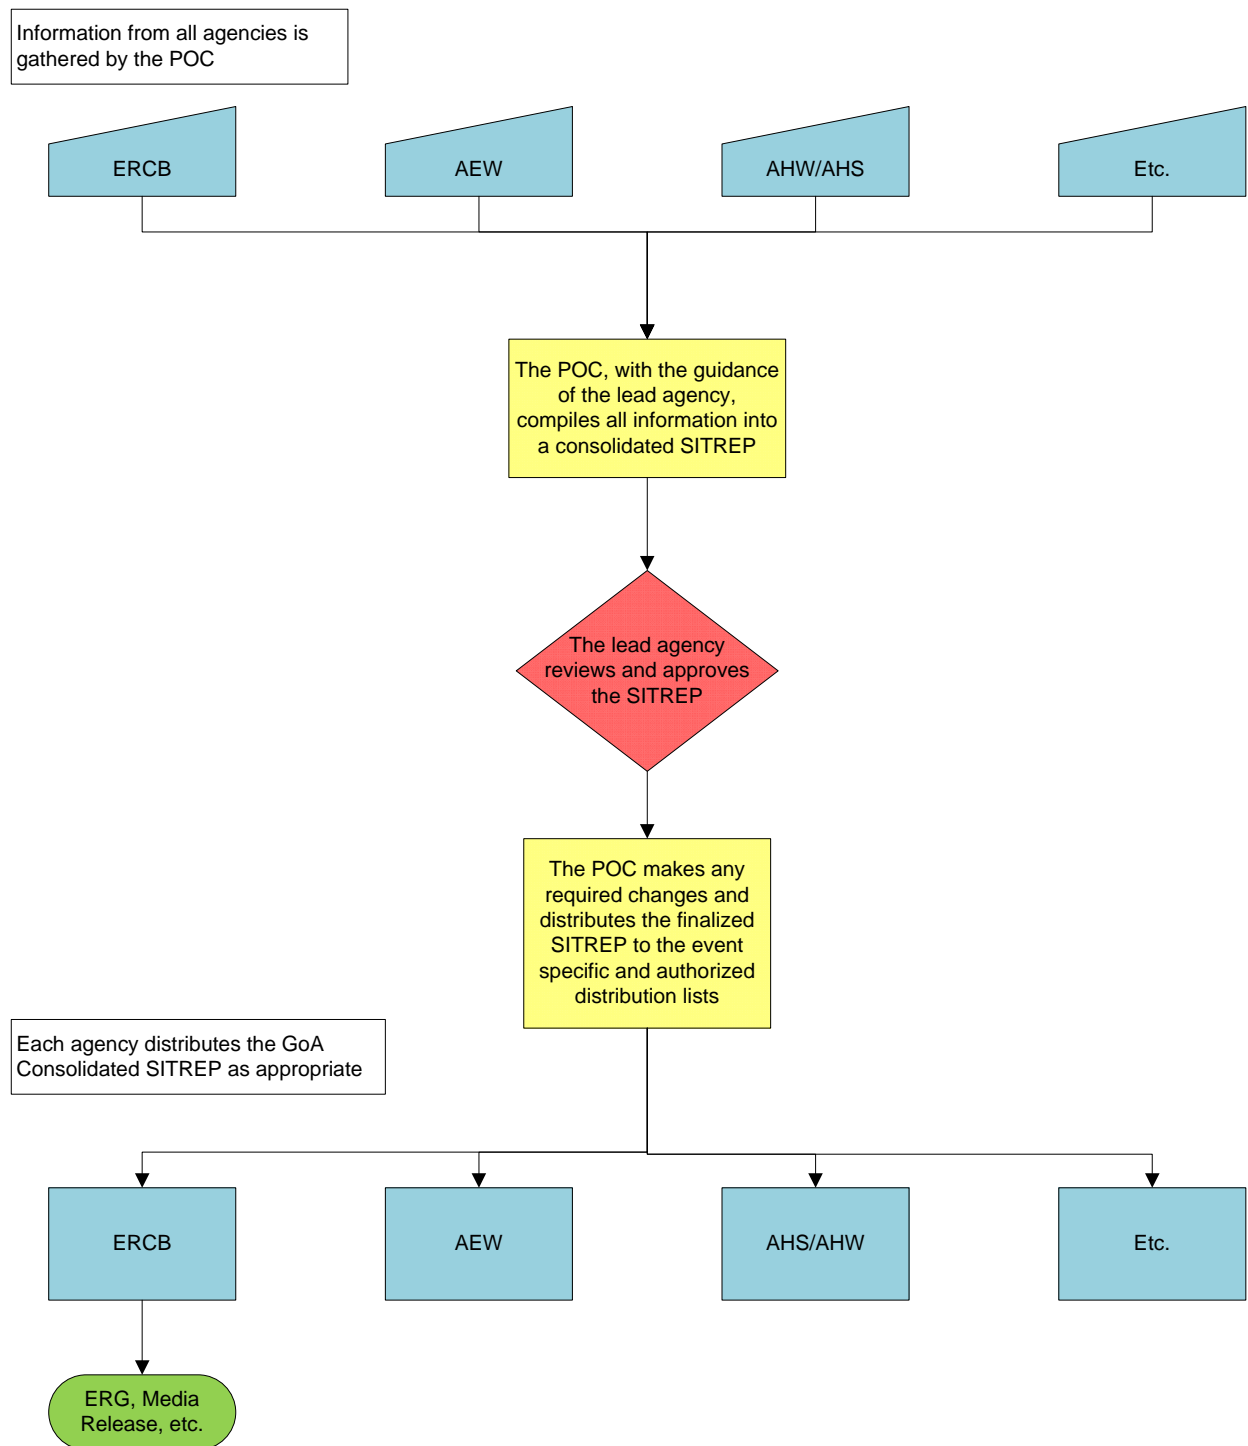 Information from all agencies is
gathered by the POC
ERCB
AEW
AHW/AHS
Etc.
The POC, with the guidance
of the lead agency,
compiles all information into
a consolidated SITREP
The lead agency
reviews and approves
the SITREP
The POC makes any
required changes and
distributes the finalized
SITREP to the event
specific and authorized
distribution lists
Each agency distributes the GoA
Consolidated SITREP as appropriate
ERCB
AEW
AHS/AHW
Etc.
ERG, Media
Release, etc.